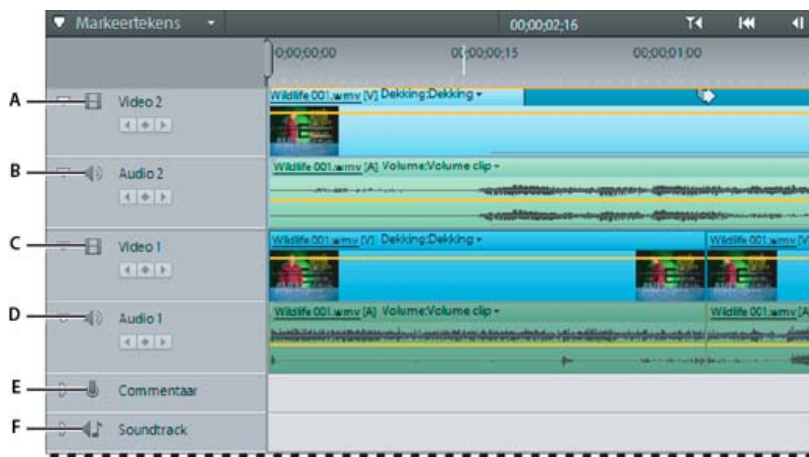 Markeertekens
00;00;02;16
00;00;00;00
00;00;00;15
00;00;01;00
A
Video 2
Wildlife 001.wmv [V] Dekking:Dekking
B
Audio 2
Wildlife 001.wmv [A] Volume:Volume clip
C
Video 1
Wildlife 001.wmv [V] Dekking:Dekking
Wildlife 001.wmv [V
D
Audio 1
Wildlife 001.wmv [A] Volume:Volume clip
Wildlife 001.wmv [A
E
Commentaar
F
Soundtrack